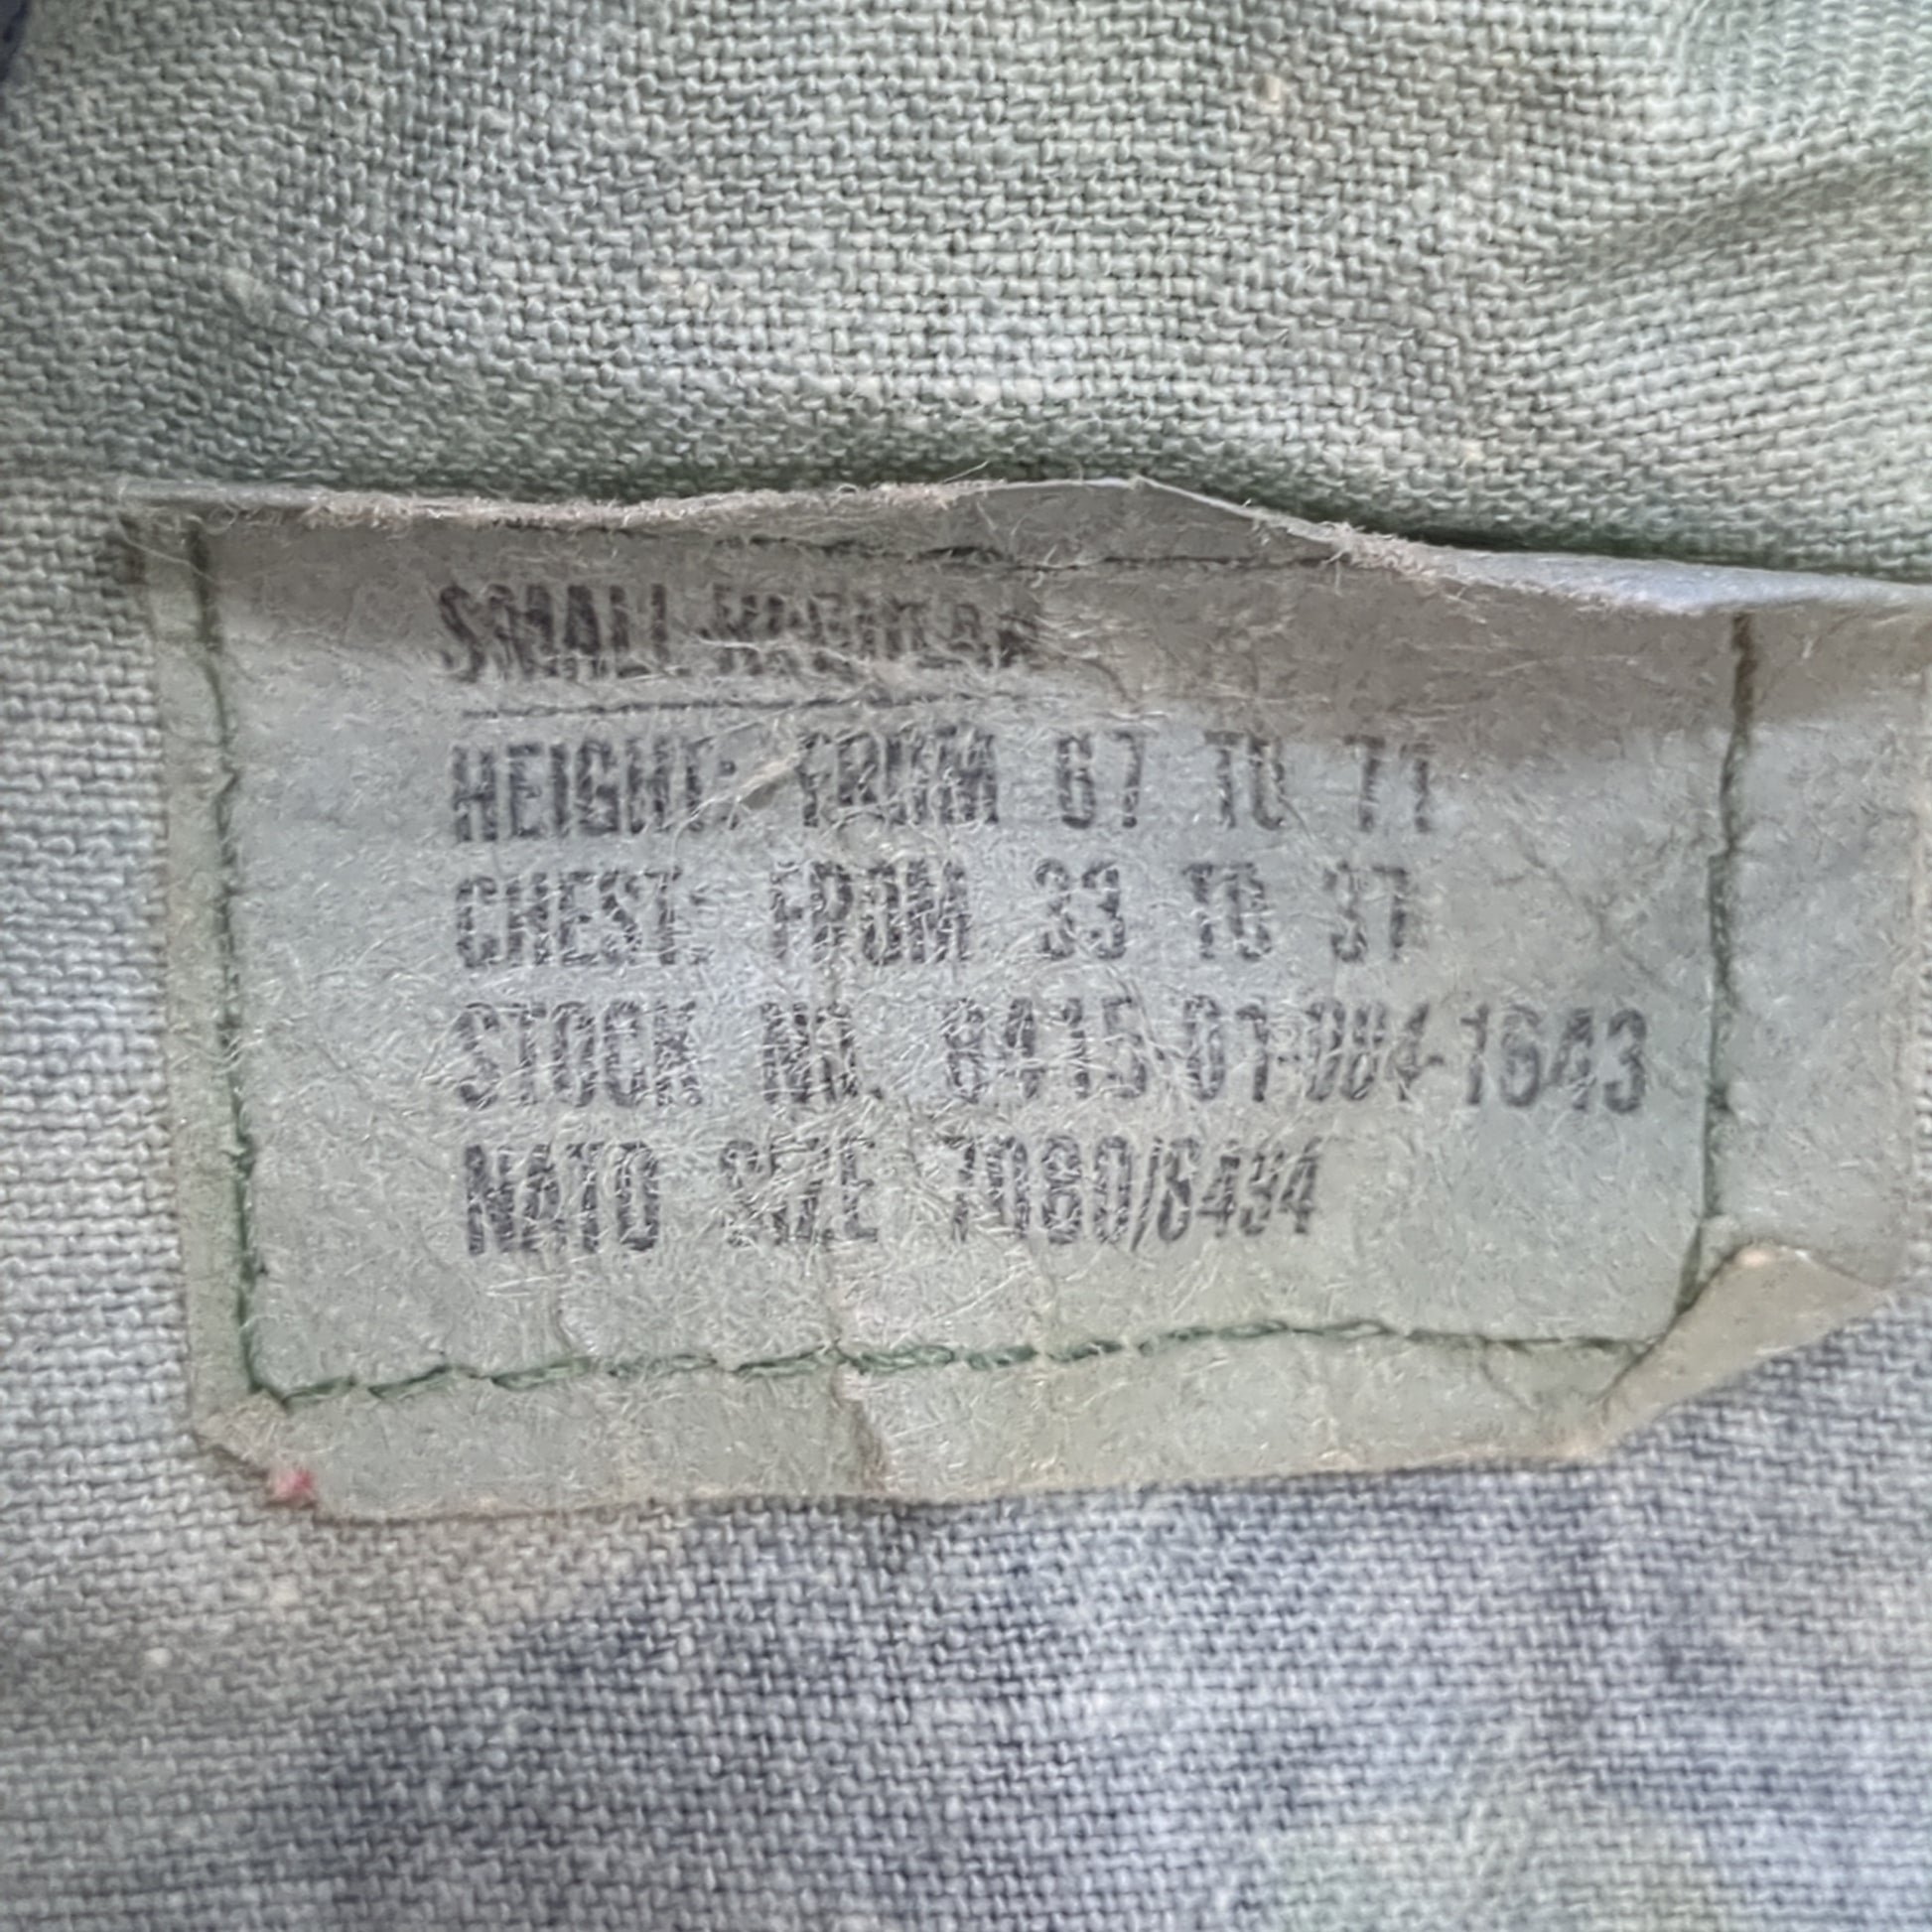 SMALL-REGULAR
HEIGHT: FROM 67 TO 71
CHEST: FROM 33 TO 37
STOCK NO. 8415-01-084-1643
NATO SIZE 7080/8494